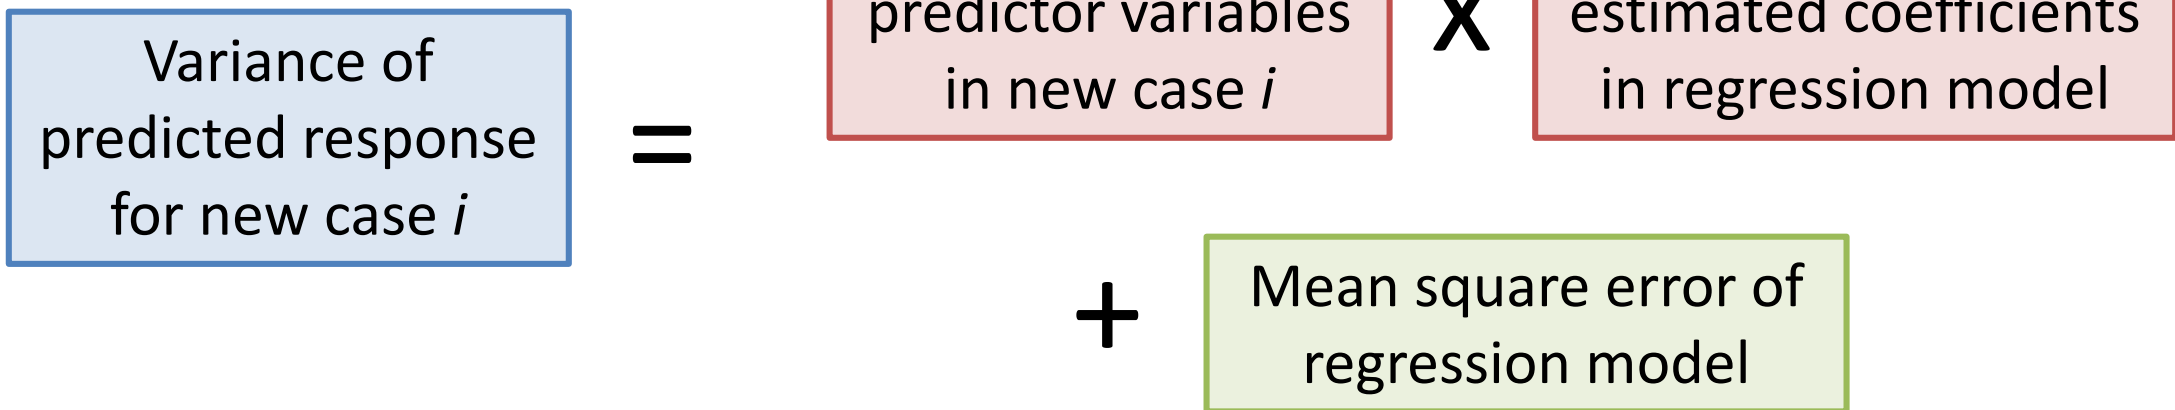 Variance of
predicted response
for new case i
=
predictor variables
in new case i
X
estimated coefficients
in regression model
+
Mean square error of
regression model